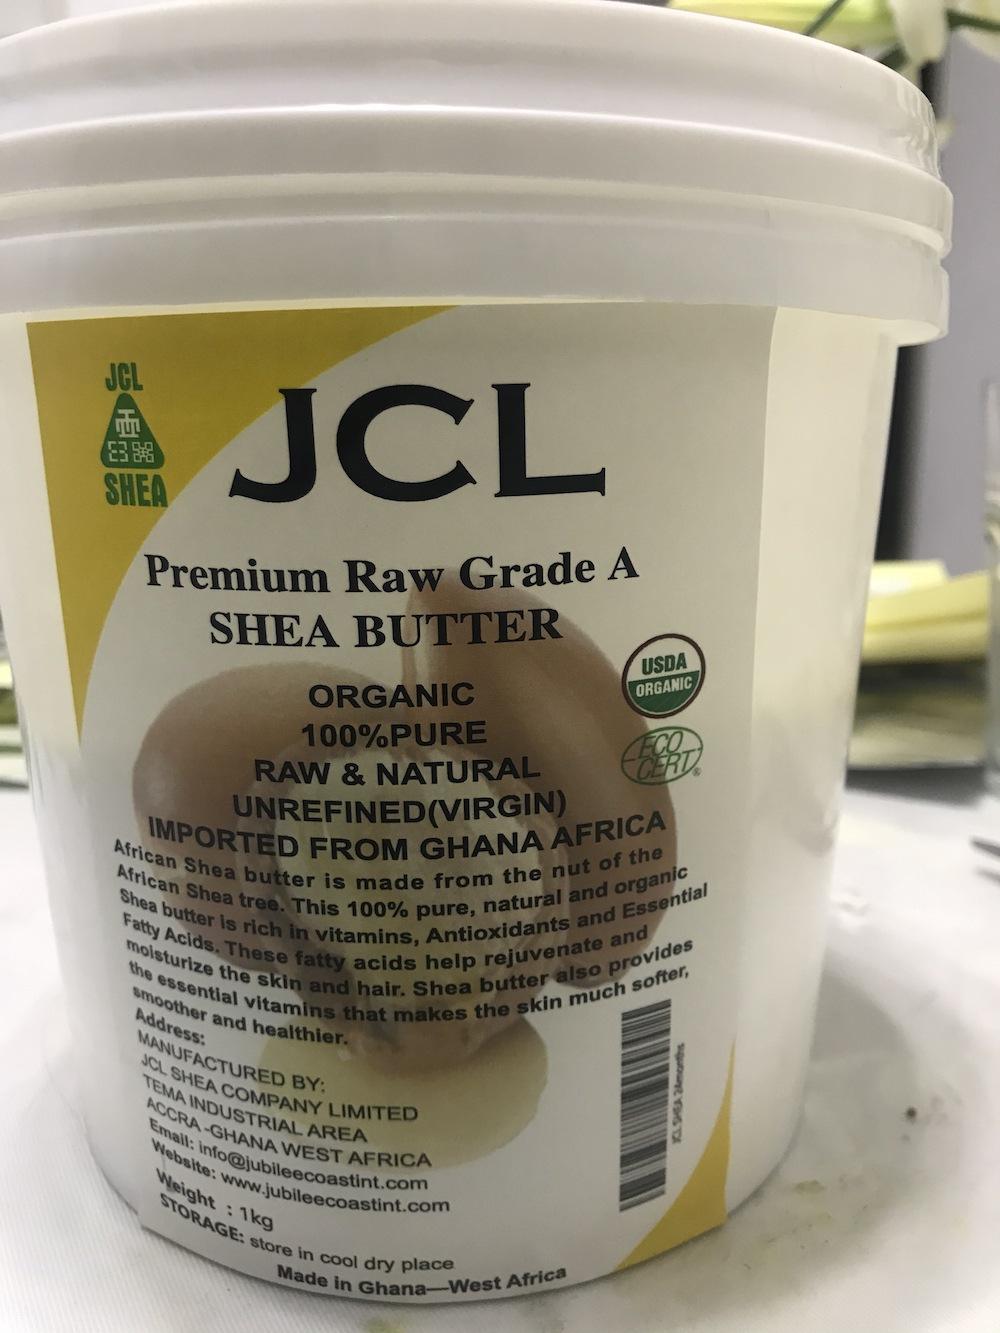 JCL
SHEA
JCL
Premium Raw Grade A
SHEA BUTTER
USDA
ORGANIC
ECO
CERT®
ORGANIC
100%PURE
RAW & NATURAL
UNREFINED(VIRGIN)
IMPORTED FROM GHANA AFRICA
African Shea butter is made from the nut of the
African Shea tree. This 100% pure, natural and organic
Shea butter is rich in vitamins, Antioxidants and Essential
Fatty Acids. These fatty acids help rejuvenate and
moisturize the skin and hair. Shea butter also provides
the essential vitamins that makes the skin much softer,
smoother and healthier.
Address:
MANUFACTURED BY:
JCL SHEA COMPANY LIMITED
TEMA INDUSTRIAL AREA
ACCRA -GHANA WEST AFRICA
Email: info@jubileecoastint.com
Website: www.jubileecoastint.com
Weight : 1kg
STORAGE: store in cool dry place
Made in Ghana—West Africa
JCL SHEA 24months